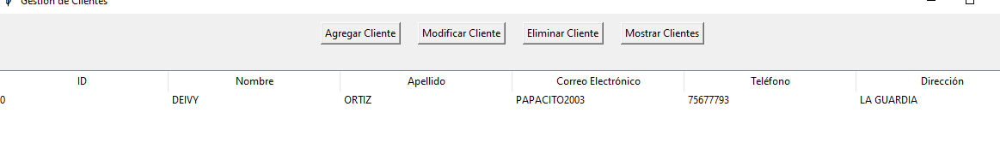 Gestión de Clientes
Agregar Cliente Modificar Cliente Eliminar Cliente Mostrar Clientes
ID Nombre Apellido Correo Electrónico Teléfono Dirección
0 DEIVY ORTIZ PAPACITO2003 75677793 LA GUARDIA